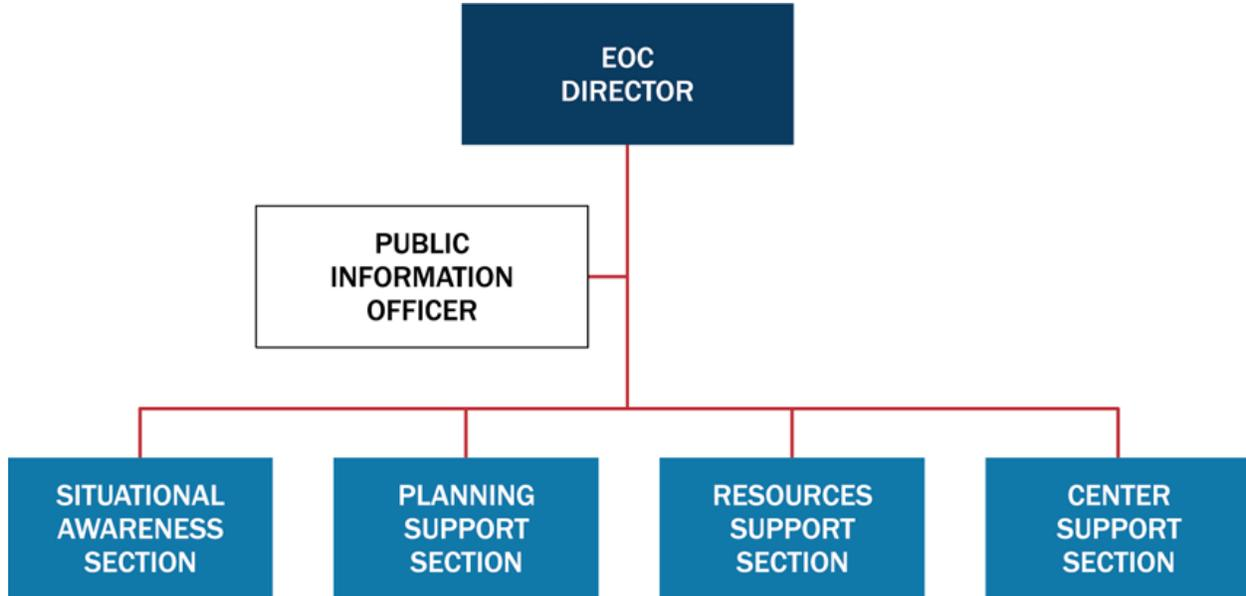 EOC
DIRECTOR
PUBLIC
INFORMATION
OFFICER
SITUATIONAL
AWARENESS
SECTION
PLANNING
SUPPORT
SECTION
RESOURCES
SUPPORT
SECTION
CENTER
SUPPORT
SECTION